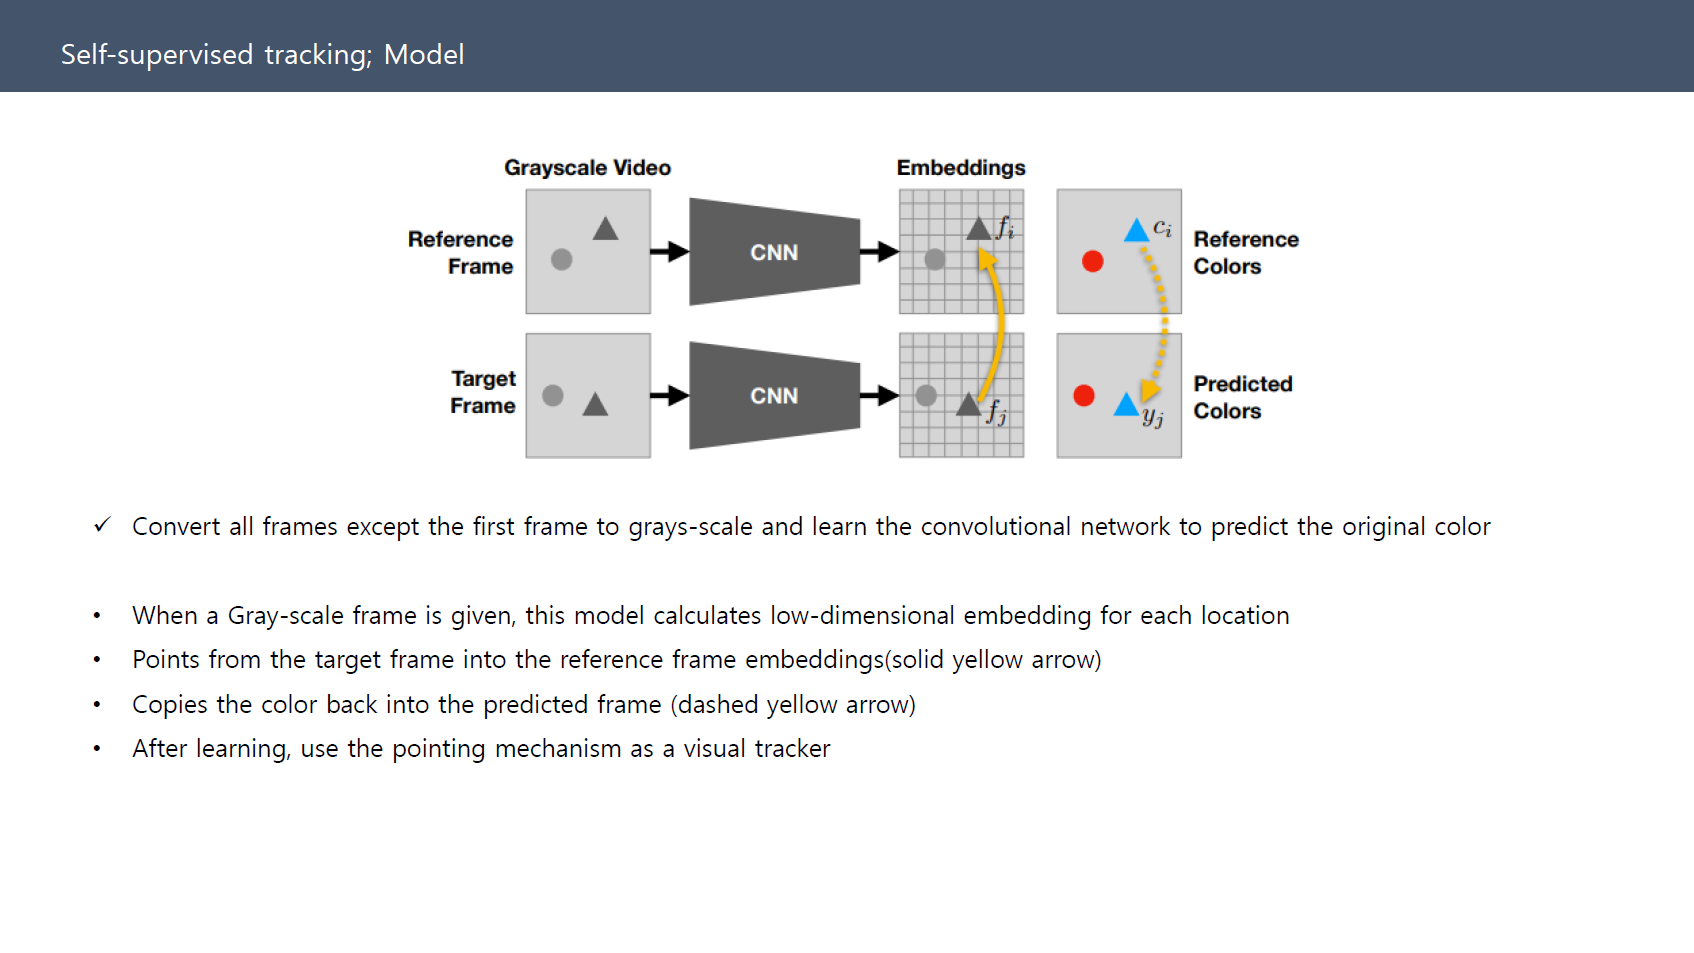 Self-supervised tracking; Model
Grayscale Video
Embeddings
Reference
Frame
CNN
f_i
c_i
Reference
Colors
Target
Frame
CNN
f_j
y_j
Predicted
Colors
✓ Convert all frames except the first frame to grays-scale and learn the convolutional network to predict the original color
• When a Gray-scale frame is given, this model calculates low-dimensional embedding for each location
• Points from the target frame into the reference frame embeddings(solid yellow arrow)
• Copies the color back into the predicted frame (dashed yellow arrow)
• After learning, use the pointing mechanism as a visual tracker